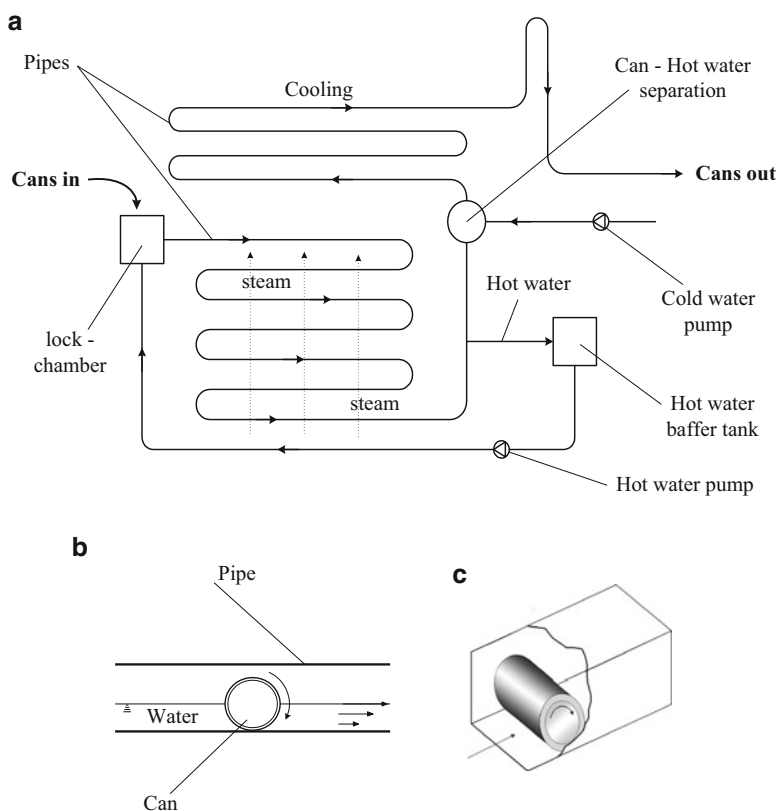 a
Pipes
Cooling
Can - Hot water
separation
Cans in
Cans out
steam
Hot water
Cold water
pump
lock -
chamber
steam
Hot water
baffer tank
Hot water pump
b
Pipe
c
Water
Can